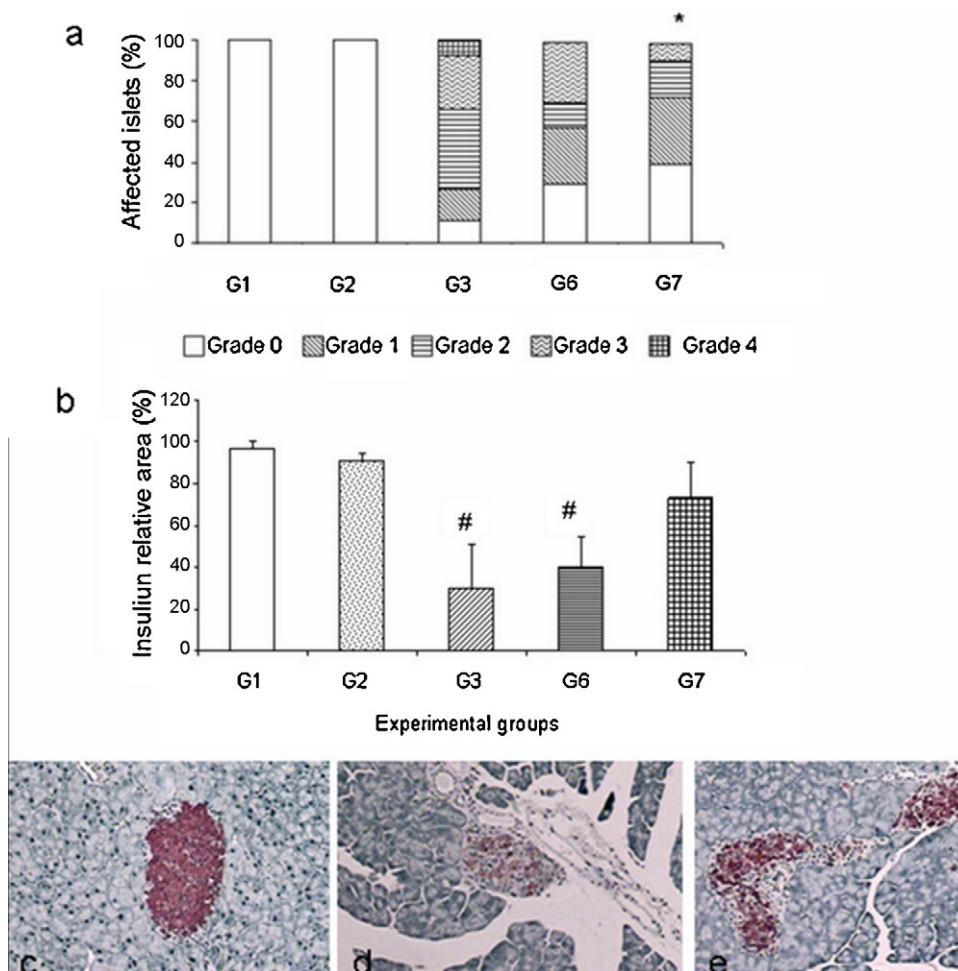 a
*
Affected islets (%)
100
80
60
40
20
0
G1 G2 G3 G6 G7
Grade 0 Grade 1 Grade 2 Grade 3 Grade 4
b
Insuliun relative area (%)
120
100
80
60
40
20
0
# #
G1 G2 G3 G6 G7
Experimental groups
c d e